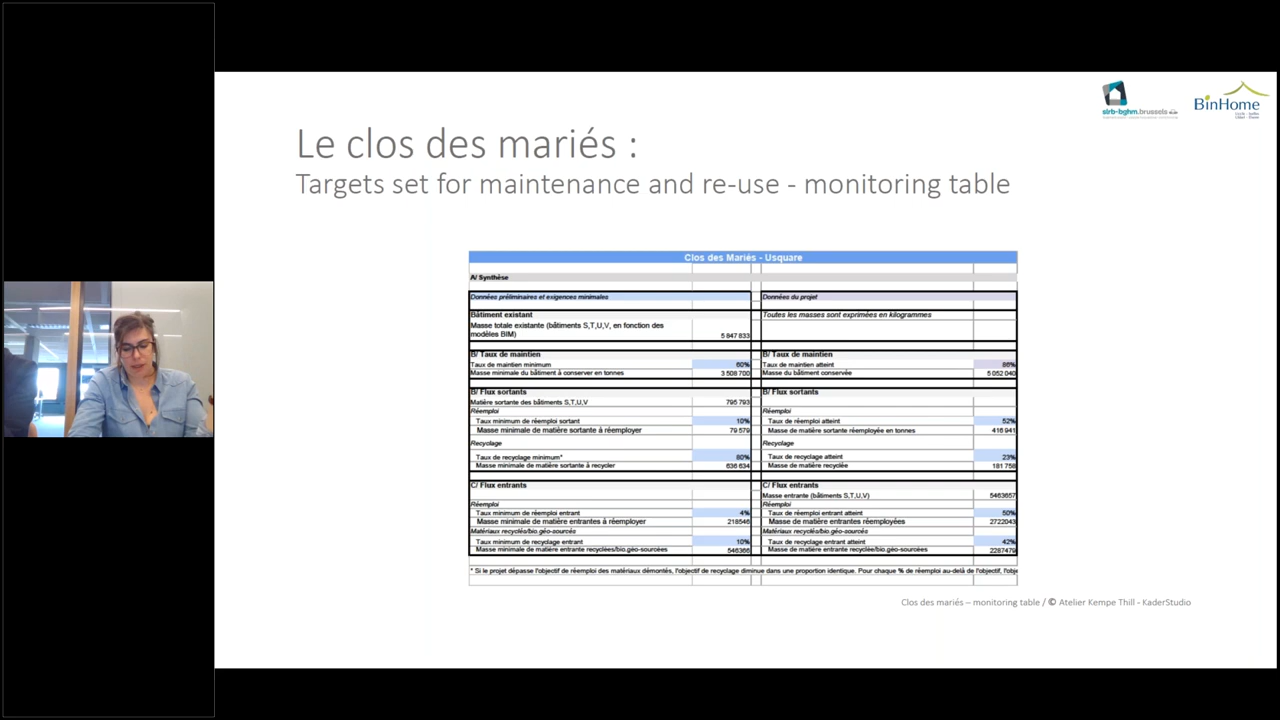 slrb-bghm.brussels
BinHome
Le clos des mariés :
Targets set for maintenance and re-use - monitoring table
Clos des Mariés - Usquare
A/ Synthèse
Données préliminaires et exigences minimales
Données du projet
Bâtiment existant
Toutes les masses sont exprimées en kilogrammes
Masse totale existante (bâtiments S,T,U,V, en fonction des
modèles BIM) 5 847 833
B/ Taux de maintien
B/ Taux de maintien
Taux de maintien minimum 60%
Taux de maintien atteint 86%
Masse minimale du bâtiment à conserver en tonnes 3 508 700
Masse du bâtiment conservée 5 052 040
B/ Flux sortants
B/ Flux sortants
Matière sortante des bâtiments S,T,U,V 795 793
Réemploi
Réemploi
Taux minimum de réemploi sortant 10%
Taux de réemploi atteint 52%
Masse minimale de matière sortante à réemployer 79 579
Masse de matière sortante réemployée en tonnes 416 941
Recyclage
Recyclage
Taux de recyclage minimum* 80%
Taux de recyclage atteint 23%
Masse minimale de matière sortante à recycler 636 634
Masse de matière recyclée 181 758
C/ Flux entrants
C/ Flux entrants
Masse entrante (bâtiments S,T,U,V) 5463657
Réemploi
Réemploi
Taux minimum de réemploi entrant 4%
Taux de réemploi entrant atteint 50%
Masse minimale de matière entrantes à réemployer 218546
Masse de matière entrantes réemployées 2722043
Matériaux recyclés/bio.géo-sourcés
Matériaux recyclés/bio.géo-sourcés
Taux minimum de recyclage entrant 10%
Taux de recyclage entrant atteint 42%
Masse minimale de matière entrante recyclées/bio.géo-sourcées 546366
Masse de matière entrante recyclée/bio.géo-sourcées 2287479
* Si le projet dépasse l'objectif de réemploi des matériaux démontés, l'objectif de recyclage diminue dans une proportion identique. Pour chaque % de réemploi au-delà de l'objectif, l'obje
Clos des mariés – monitoring table / © Atelier Kempe Thill - KaderStudio